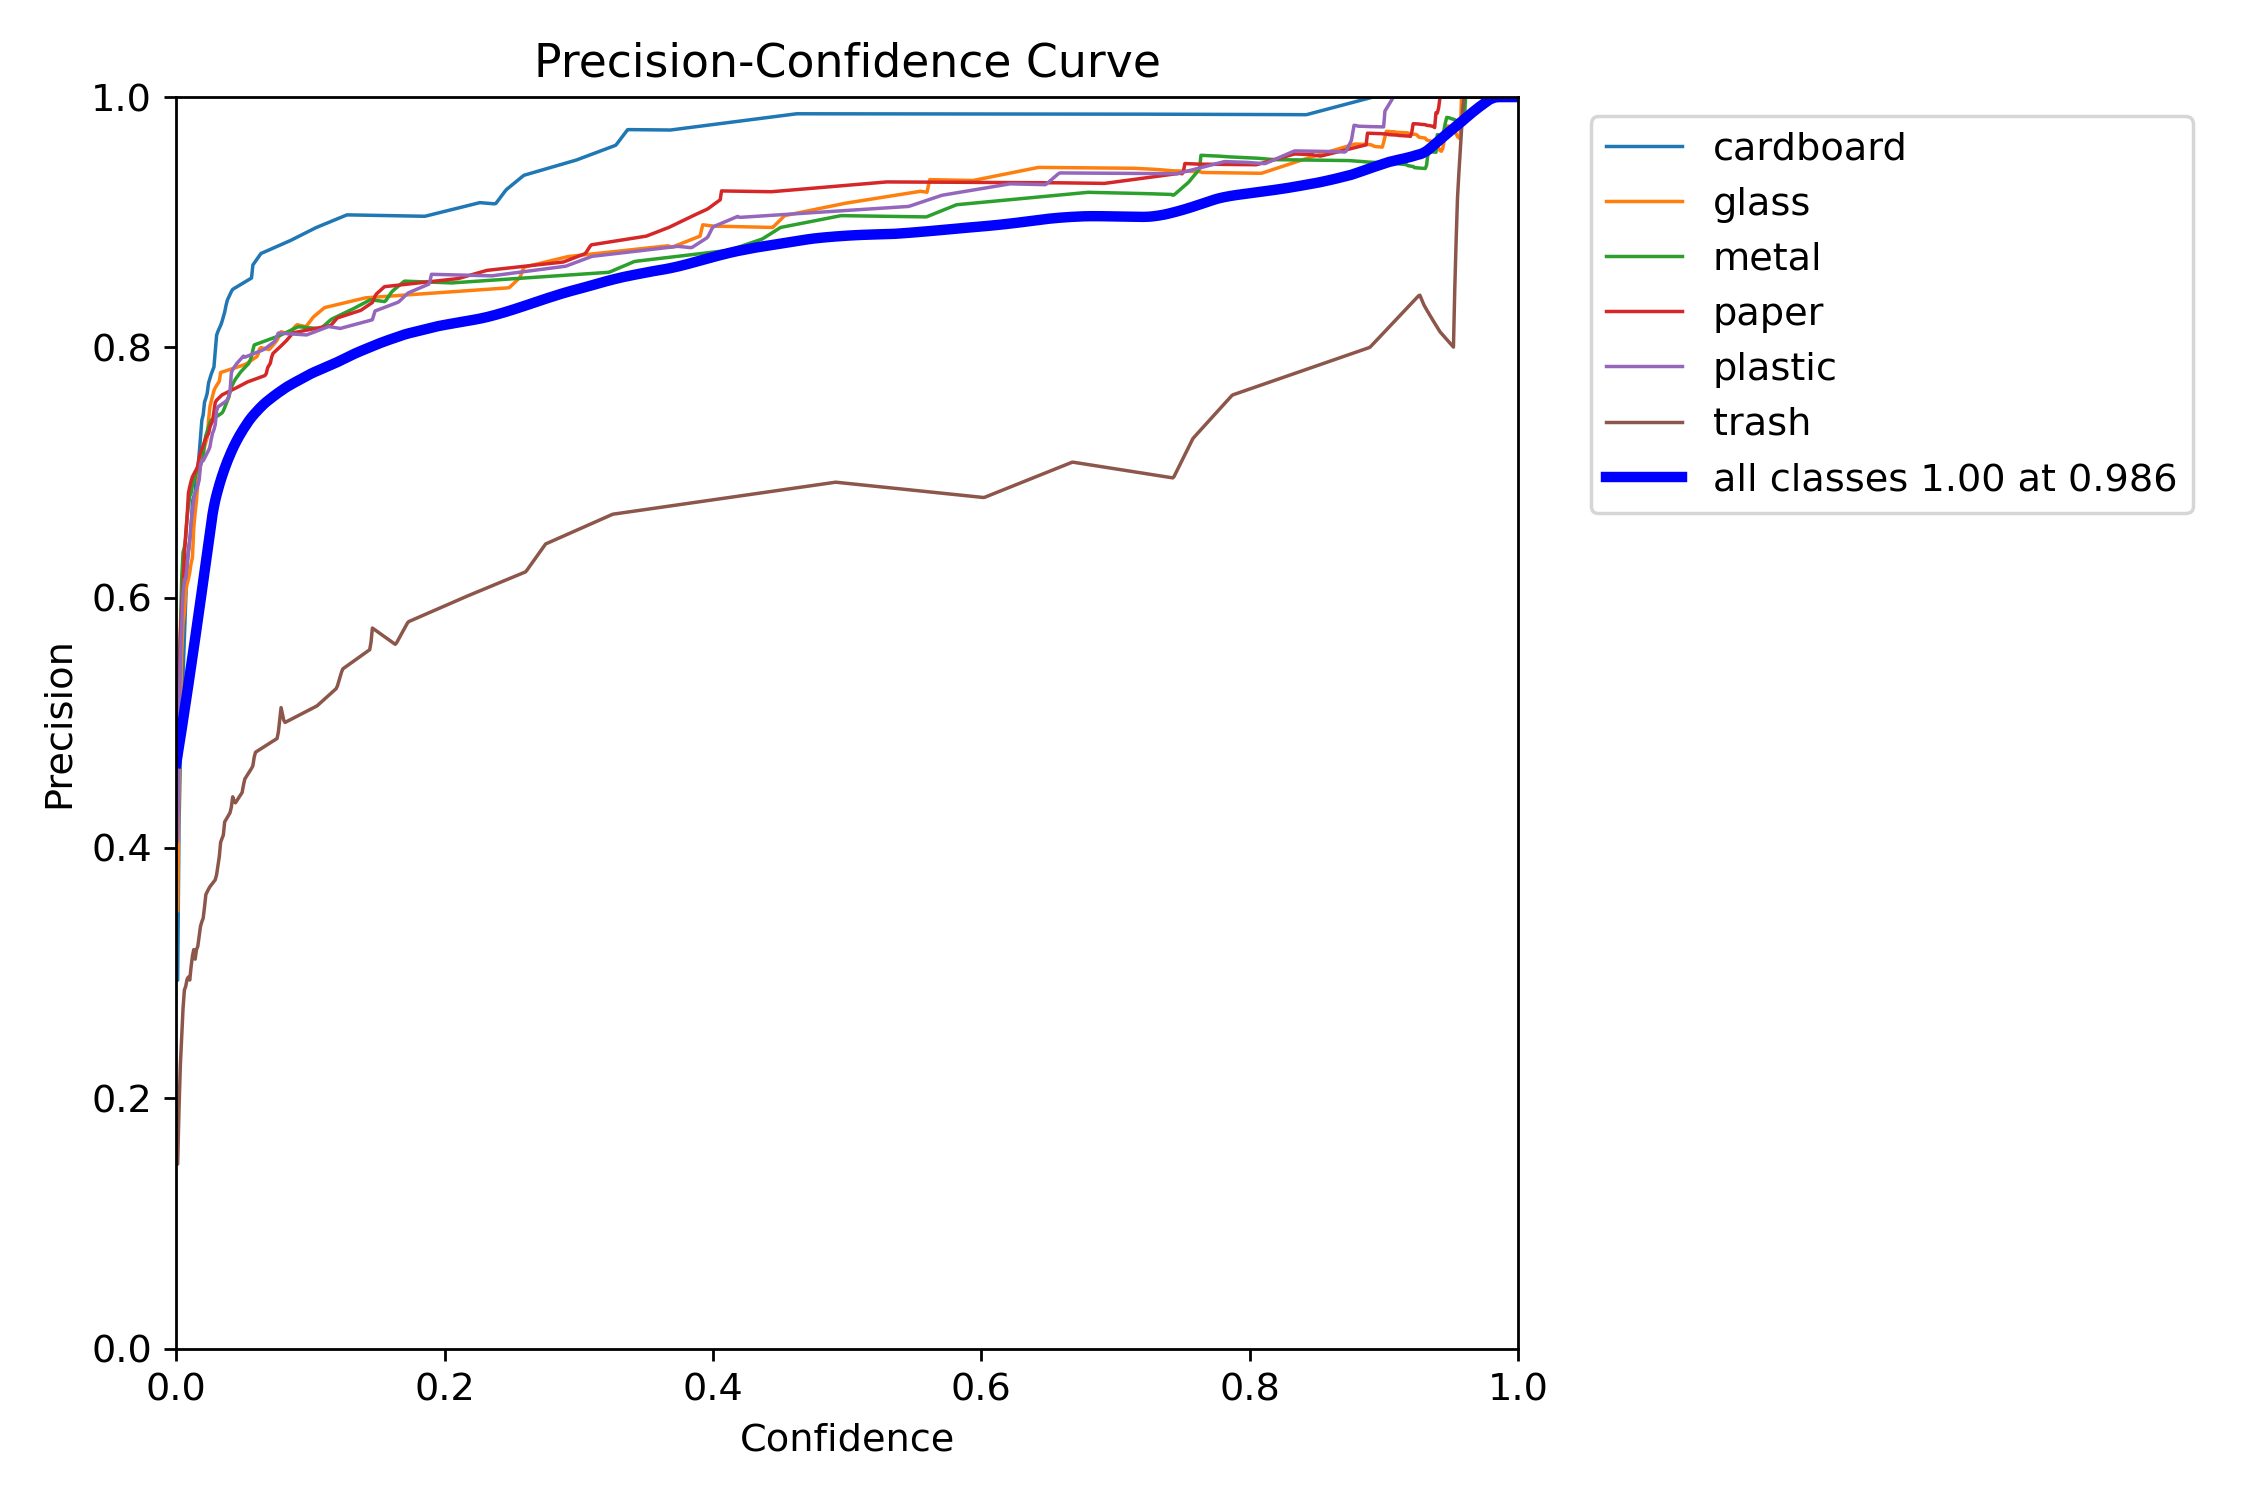 Precision-Confidence Curve
1.0
0.8
0.6
0.4
0.2
0.0
Precision
0.0 0.2 0.4 0.6 0.8 1.0
Confidence
cardboard
glass
metal
paper
plastic
trash
all classes 1.00 at 0.986